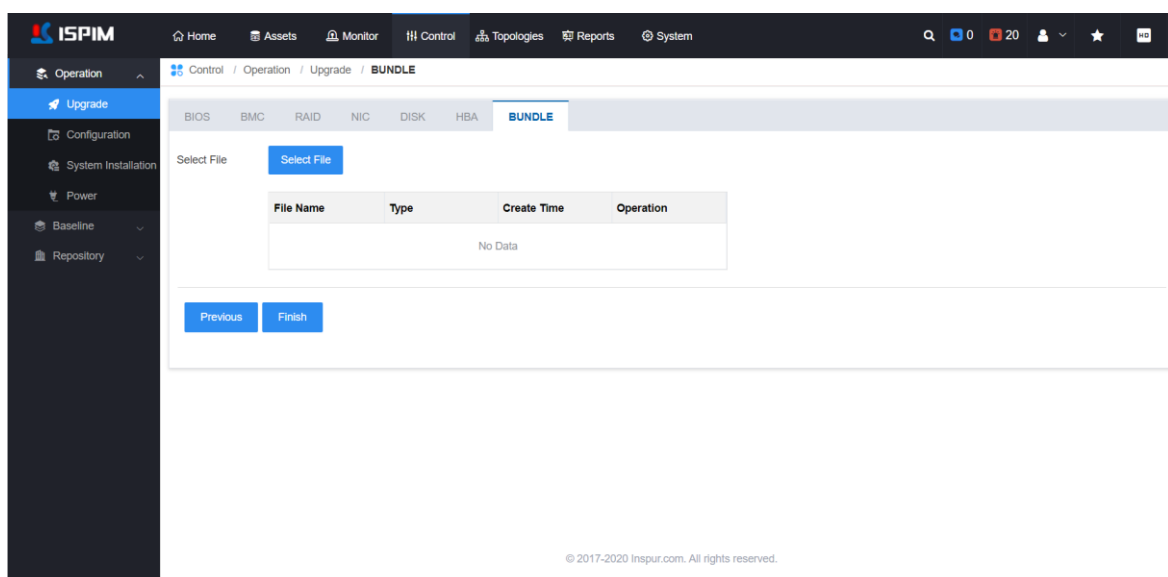 ISPIM Home Assets Monitor Control Topologies Reports System 0 20 HD
Operation
Upgrade
Configuration
System Installation
Power
Baseline
Repository
Control / Operation / Upgrade / BUNDLE
BIOS BMC RAID NIC DISK HBA BUNDLE
Select File Select File
File Name Type Create Time Operation
No Data
Previous Finish
© 2017-2020 Inspur.com. All rights reserved.